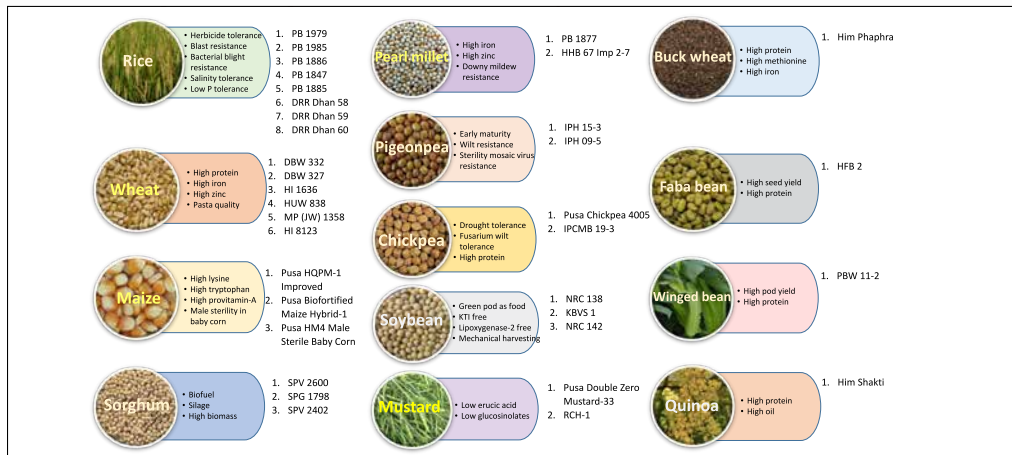 Rice
• Herbicide tolerance
• Blast resistance
• Bacterial blight
resistance
• Salinity tolerance
• Low P tolerance
1. PB 1979
2. PB 1985
3. PB 1886
4. PB 1847
5. PB 1885
6. DRR Dhan 58
7. DRR Dhan 59
8. DRR Dhan 60
Wheat
• High protein
• High iron
• High zinc
• Pasta quality
1. DBW 332
2. DBW 327
3. HI 1636
4. HUW 838
5. MP (JW) 1358
6. HI 8123
Maize
• High lysine
• High tryptophan
• High provitamin-A
• Male sterility in
baby corn
1. Pusa HQPM-1
Improved
2. Pusa Biofortified
Maize Hybrid-1
3. Pusa HM4 Male
Sterile Baby Corn
Sorghum
• Biofuel
• Silage
• High biomass
1. SPV 2600
2. SPG 1798
3. SPV 2402
Pearl millet
• High iron
• High zinc
• Downy mildew
resistance
1. PB 1877
2. HHB 67 Imp 2-7
Pigeonpea
• Early maturity
• Wilt resistance
• Sterility mosaic virus
resistance
1. IPH 15-3
2. IPH 09-5
Chickpea
• Drought tolerance
• Fusarium wilt
tolerance
• High protein
1. Pusa Chickpea 4005
2. IPCMB 19-3
Soybean
• Green pod as food
• KTI free
• Lipoxygenase-2 free
• Mechanical harvesting
1. NRC 138
2. KBVS 1
3. NRC 142
Mustard
• Low erucic acid
• Low glucosinolates
1. Pusa Double Zero
Mustard-33
2. RCH-1
Buck wheat
• High protein
• High methionine
• High iron
1. Him Phaphra
Faba bean
• High seed yield
• High protein
1. HFB 2
Winged bean
• High pod yield
• High protein
1. PBW 11-2
Quinoa
• High protein
• High oil
1. Him Shakti